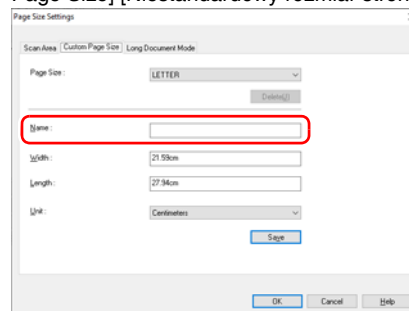 Page Size] [Niestandardowy rozmiar stron
Page Size Settings
Scan Area Custom Page Size Long Document Mode
Page Size : LETTER
Delete(J)
Name :
Width : 21.59cm
Length : 27.94cm
Unit : Centimeters
Save
OK Cancel Help